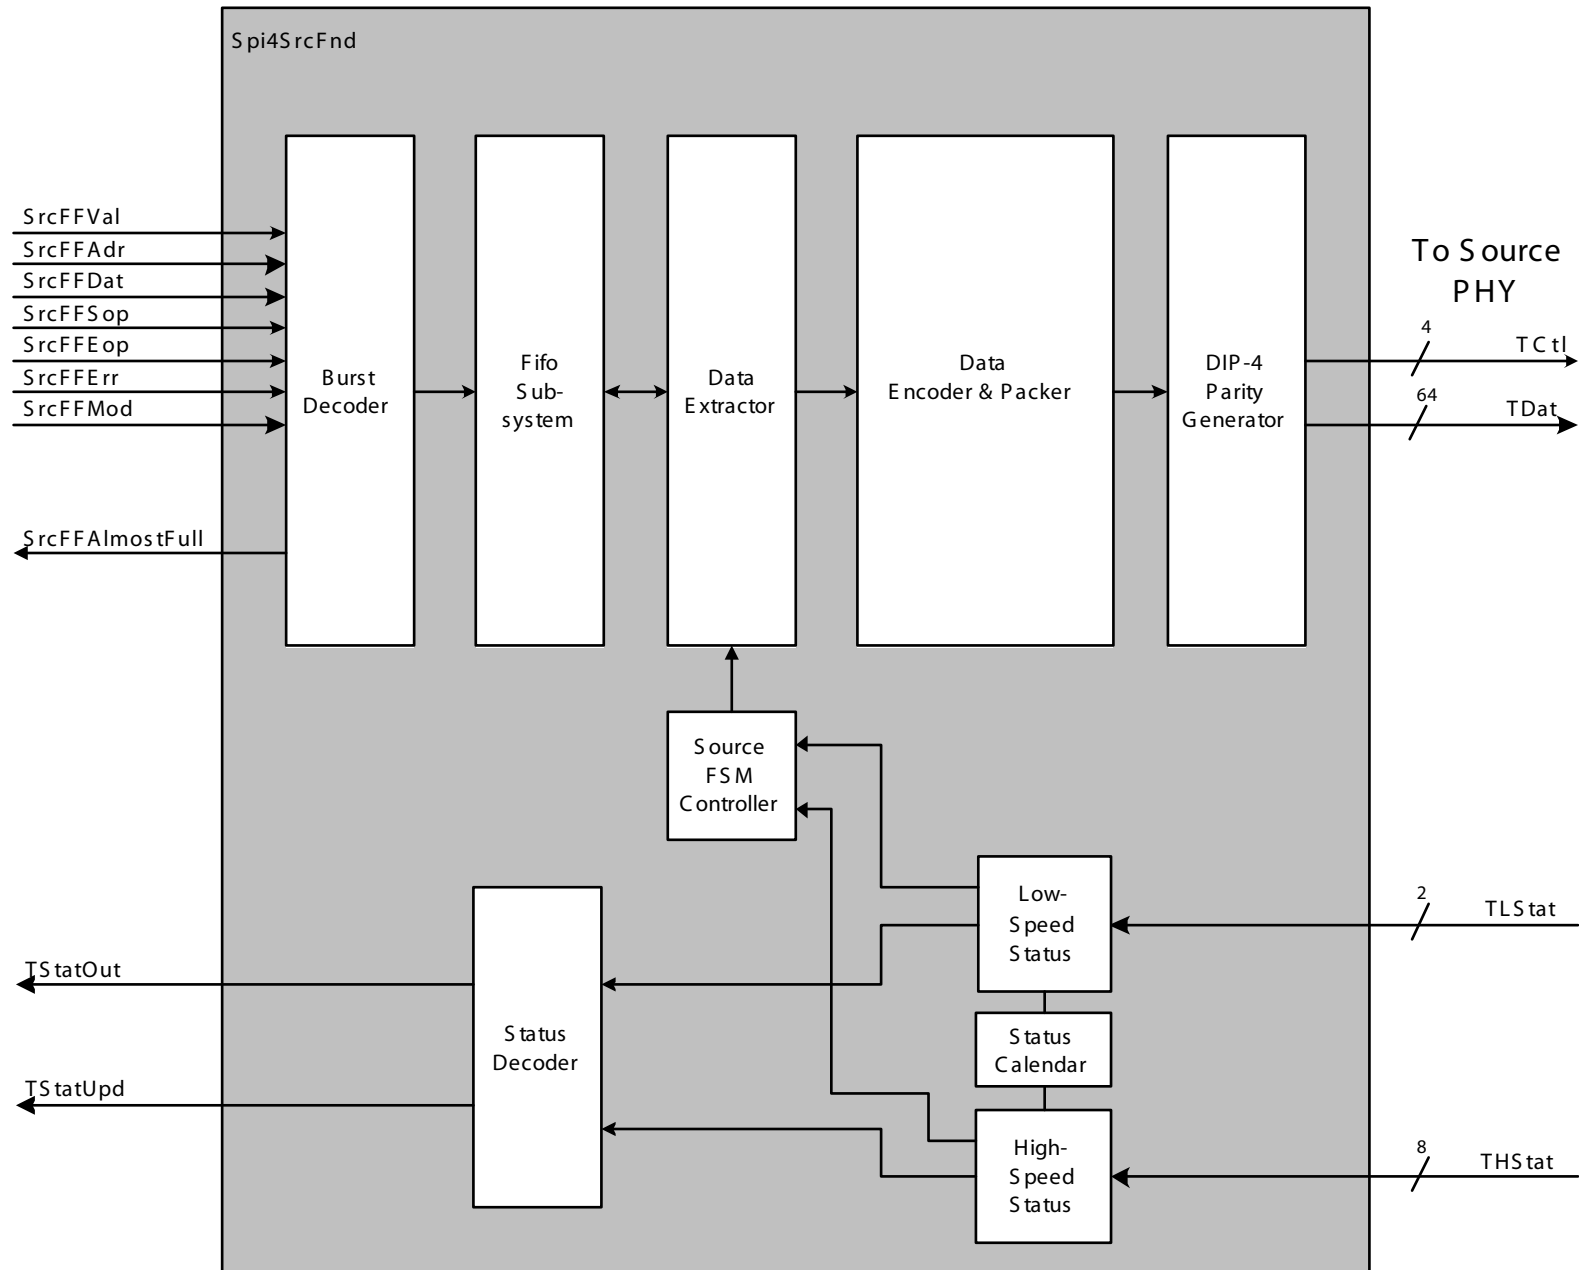 Spi4SrcFnd
SrcFFVal
SrcFFAdr
SrcFFDat
SrcFFSop
SrcFFEop
SrcFFErr
SrcFFMod
SrcFFAlmostFull
Burst
Decoder
Fifo
Sub-
system
Data
Extractor
Data
Encoder & Packer
DIP-4
Parity
Generator
To Source
PHY
4
TCtl
64
TDat
Source
FSM
Controller
Low-
Speed
Status
2
TLStat
TStatOut
TStatUpd
Status
Decoder
Status
Calendar
High-
Speed
Status
8
THStat